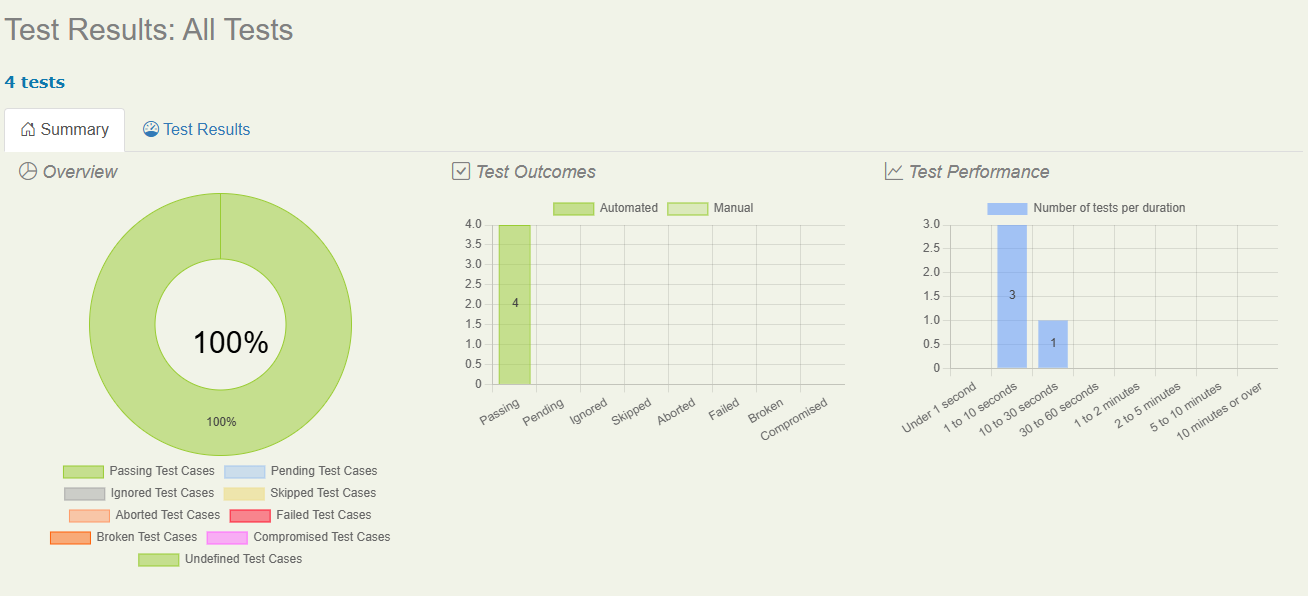 Test Results: All Tests
4 tests
Summary
Test Results
Overview
100%
100%
Passing Test Cases
Pending Test Cases
Ignored Test Cases
Skipped Test Cases
Aborted Test Cases
Failed Test Cases
Broken Test Cases
Compromised Test Cases
Undefined Test Cases
Test Outcomes
Automated
Manual
4.0
3.5
3.0
2.5
2.0
1.5
1.0
0.5
0
4
Passing
Pending
Ignored
Skipped
Aborted
Failed
Broken
Compromised
Test Performance
Number of tests per duration
3.0
2.5
2.0
1.5
1.0
0.5
0
3
1
Under 1 second
1 to 10 seconds
10 to 30 seconds
30 to 60 seconds
1 to 2 minutes
2 to 5 minutes
5 to 10 minutes
10 minutes or over